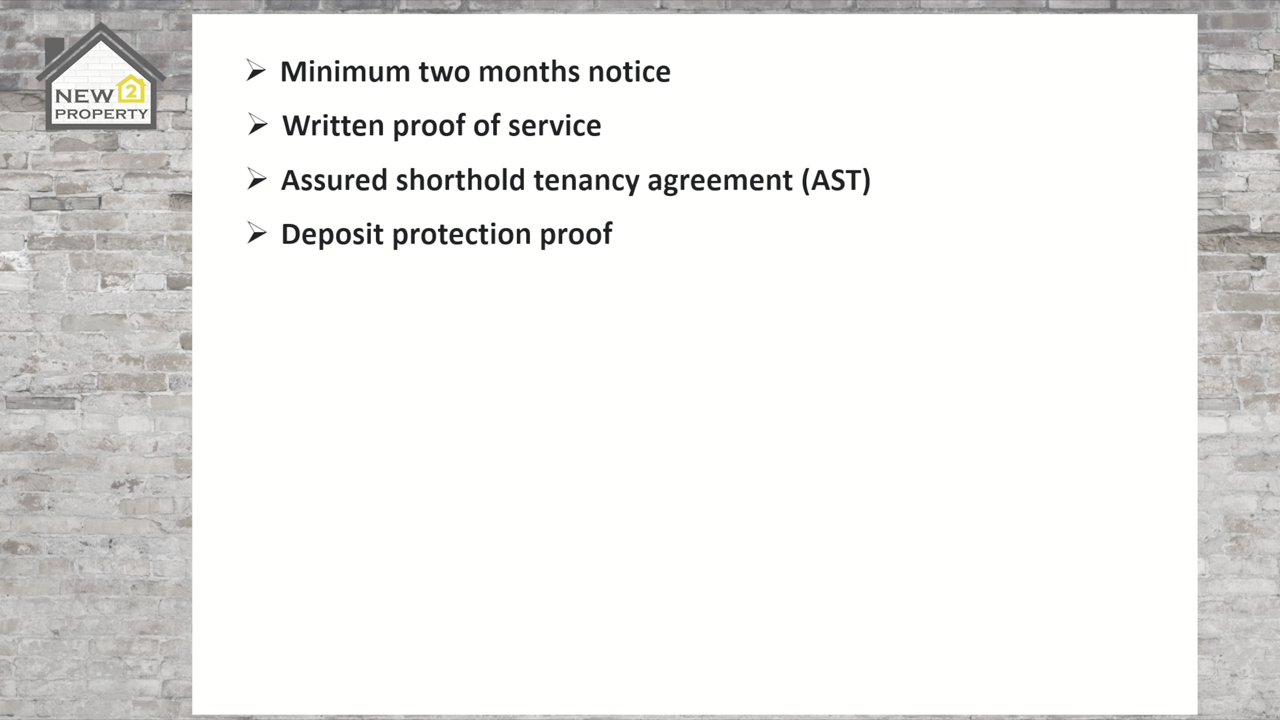 NEW 2
PROPERTY
Minimum two months notice
Written proof of service
Assured shorthold tenancy agreement (AST)
Deposit protection proof